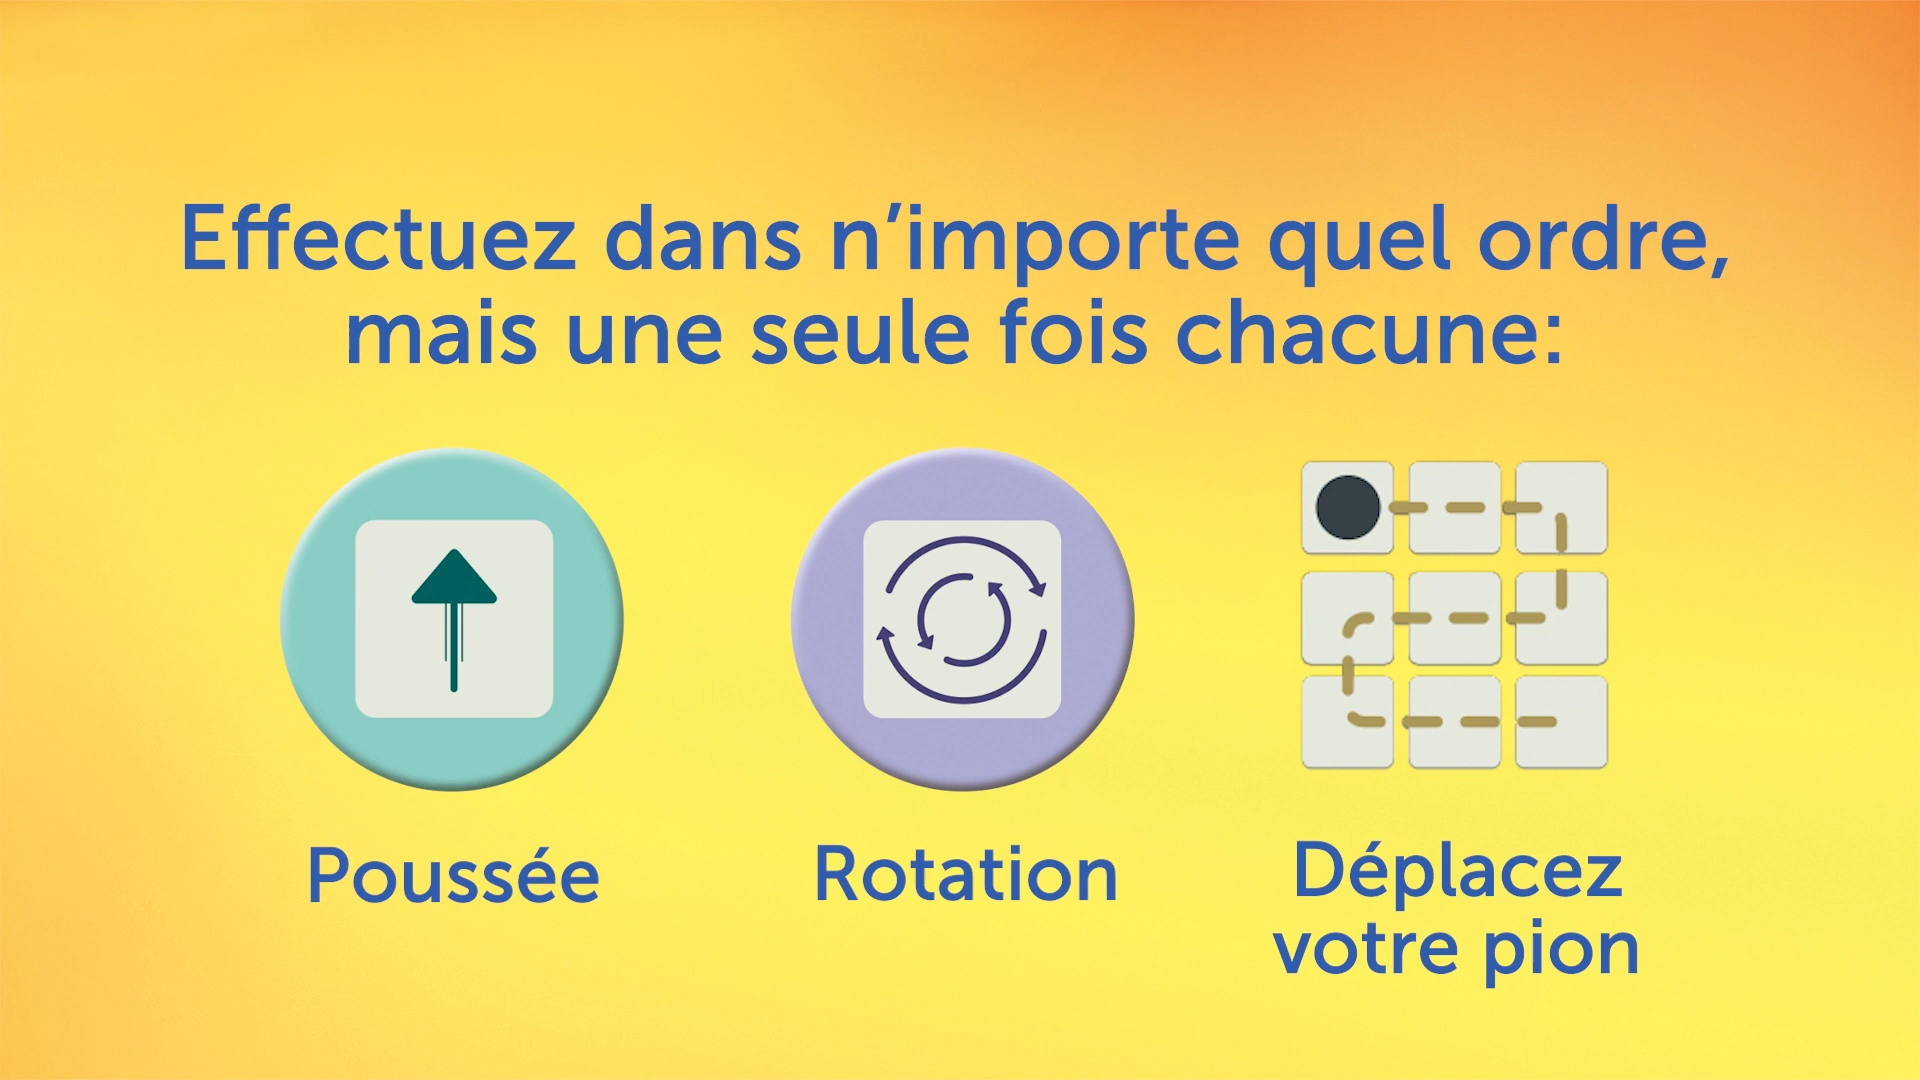 Effectuez dans n’importe quel ordre,
mais une seule fois chacune:
Poussée
Rotation
Déplacez
votre pion